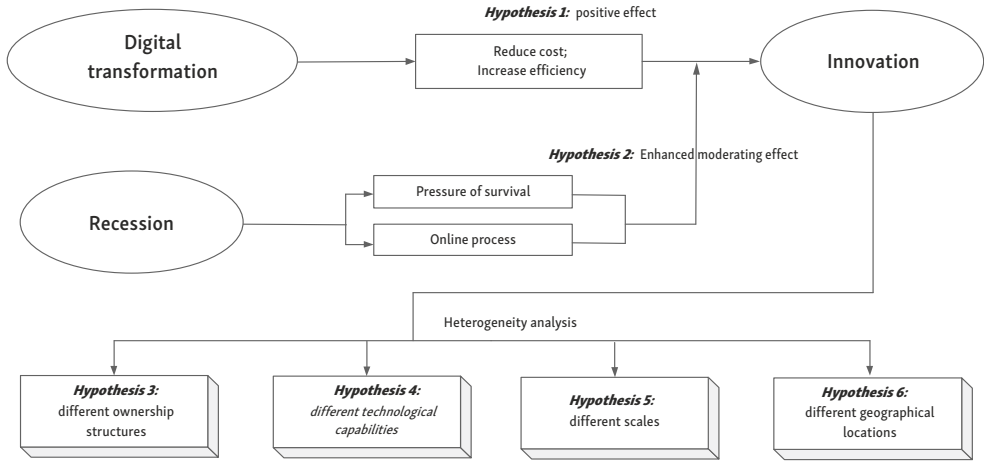 Hypothesis 1: positive effect
Digital
transformation
Reduce cost;
Increase efficiency
Innovation
Hypothesis 2: Enhanced moderating effect
Recession
Pressure of survival
Online process
Heterogeneity analysis
Hypothesis 3:
different ownership
structures
Hypothesis 4:
different technological
capabilities
Hypothesis 5:
different scales
Hypothesis 6:
different geographical
locations